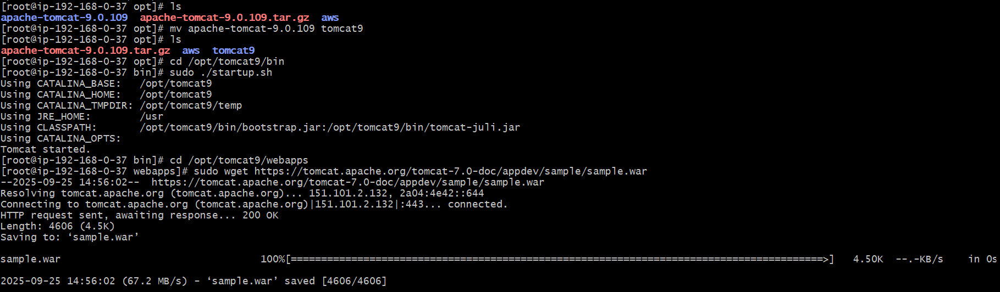 [root@ip-192-168-0-37 opt]# ls
apache-tomcat-9.0.109  apache-tomcat-9.0.109.tar.gz  aws
[root@ip-192-168-0-37 opt]# mv apache-tomcat-9.0.109 tomcat9
[root@ip-192-168-0-37 opt]# ls
apache-tomcat-9.0.109.tar.gz  aws  tomcat9
[root@ip-192-168-0-37 opt]# cd /opt/tomcat9/bin
[root@ip-192-168-0-37 bin]# sudo ./startup.sh
Using CATALINA_BASE:   /opt/tomcat9
Using CATALINA_HOME:   /opt/tomcat9
Using CATALINA_TMPDIR: /opt/tomcat9/temp
Using JRE_HOME:        /usr
Using CLASSPATH:       /opt/tomcat9/bin/bootstrap.jar:/opt/tomcat9/bin/tomcat-juli.jar
Using CATALINA_OPTS:
Tomcat started.
[root@ip-192-168-0-37 bin]# cd /opt/tomcat9/webapps
[root@ip-192-168-0-37 webapps]# sudo wget https://tomcat.apache.org/tomcat-7.0-doc/appdev/sample/sample.war
--2025-09-25 14:56:02--  https://tomcat.apache.org/tomcat-7.0-doc/appdev/sample/sample.war
Resolving tomcat.apache.org (tomcat.apache.org)... 151.101.2.132, 2a04:4e42::644
Connecting to tomcat.apache.org (tomcat.apache.org)|151.101.2.132|:443... connected.
HTTP request sent, awaiting response... 200 OK
Length: 4606 (4.5K)
Saving to: ‘sample.war’
sample.war                                 100%[========================================================================================>]   4.50K  --.-KB/s    in 0s
2025-09-25 14:56:02 (67.2 MB/s) - ‘sample.war’ saved [4606/4606]